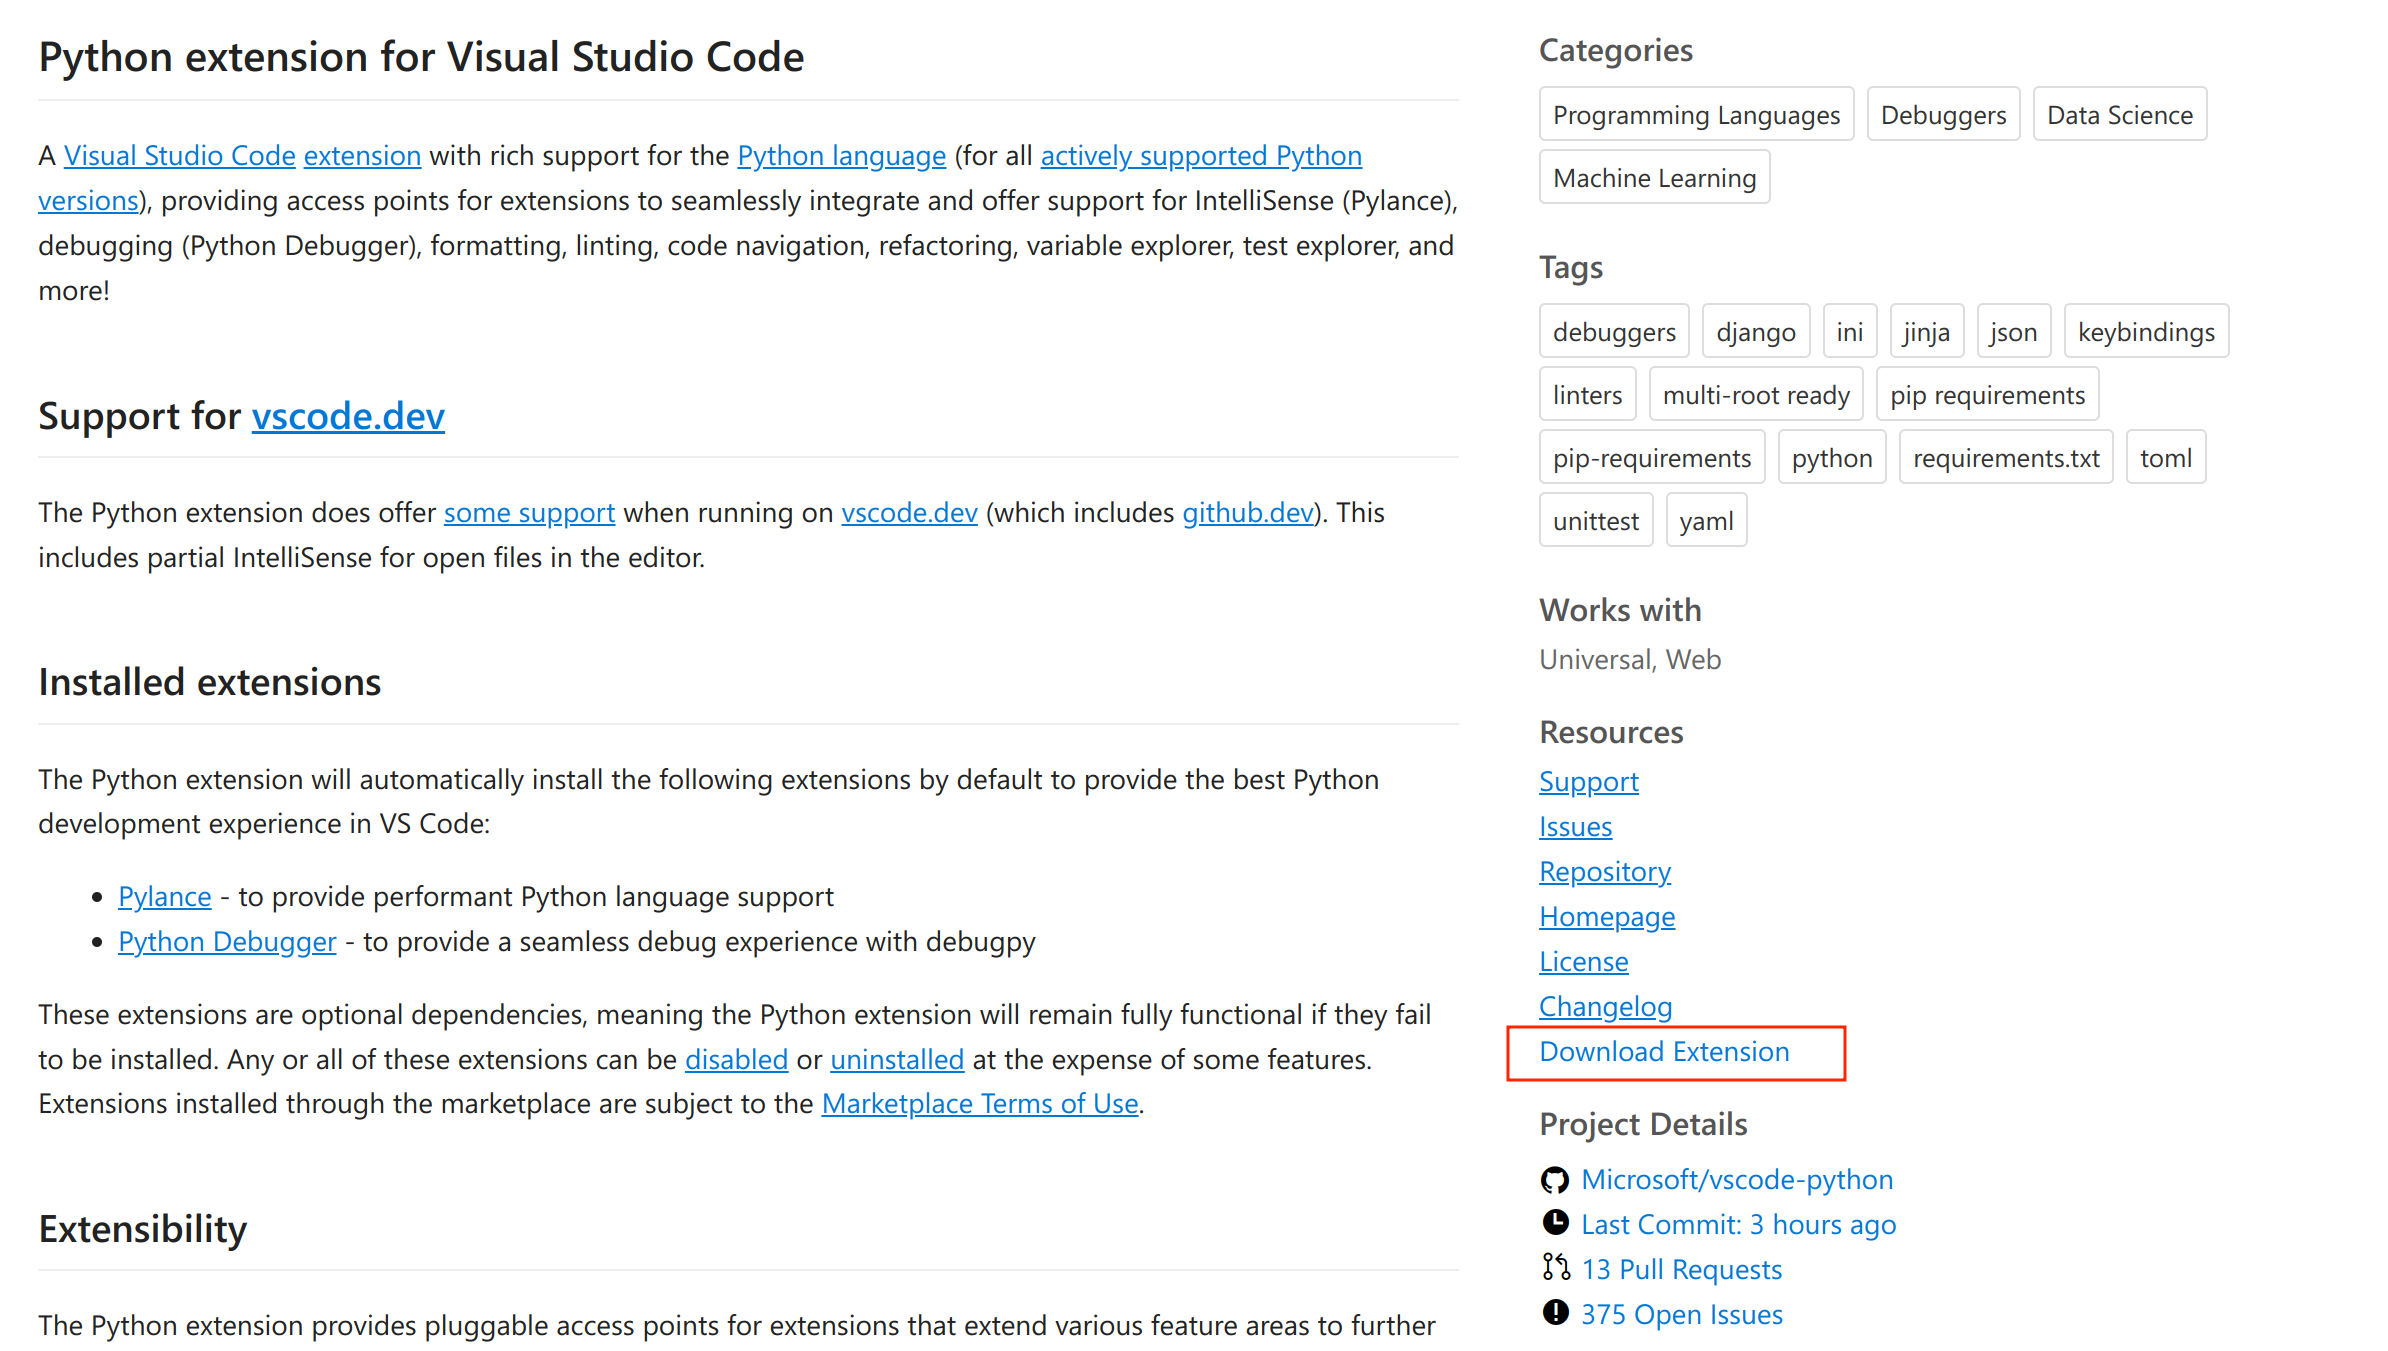 Python extension for Visual Studio Code
A Visual Studio Code extension with rich support for the Python language (for all actively supported Python
versions), providing access points for extensions to seamlessly integrate and offer support for IntelliSense (Pylance),
debugging (Python Debugger), formatting, linting, code navigation, refactoring, variable explorer, test explorer, and
more!
Support for vscode.dev
The Python extension does offer some support when running on vscode.dev (which includes github.dev). This
includes partial IntelliSense for open files in the editor.
Installed extensions
The Python extension will automatically install the following extensions by default to provide the best Python
development experience in VS Code:
• Pylance - to provide performant Python language support
• Python Debugger - to provide a seamless debug experience with debugpy
These extensions are optional dependencies, meaning the Python extension will remain fully functional if they fail
to be installed. Any or all of these extensions can be disabled or uninstalled at the expense of some features.
Extensions installed through the marketplace are subject to the Marketplace Terms of Use.
Extensibility
The Python extension provides pluggable access points for extensions that extend various feature areas to further
Categories
Programming Languages Debuggers Data Science
Machine Learning
Tags
debuggers django ini jinja json keybindings
linters multi-root ready pip requirements
pip-requirements python requirements.txt toml
unittest yaml
Works with
Universal, Web
Resources
Support
Issues
Repository
Homepage
License
Changelog
Download Extension
Project Details
Microsoft/vscode-python
Last Commit: 3 hours ago
13 Pull Requests
375 Open Issues